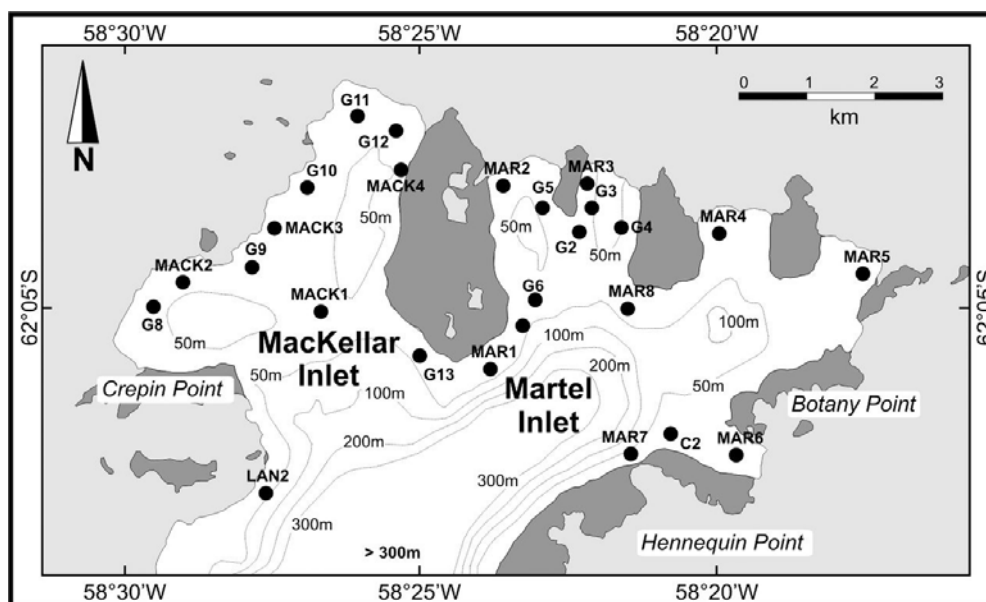 58°30'W
58°25'W
58°20'W
N
0
1
2
3
km
G11
G12
G10
MACK4
MAR2
MAR3
G5
G3
50m
50m
50m
G2
G4
MAR4
MACK3
G9
MACK2
MAR5
G6
MACK1
MAR8
62°05'S
62°05'S
G8
100m
100m
50m
MacKellar
Inlet
MAR1
G13
200m
Crepin Point
50m
100m
50m
Martel
Inlet
Botany Point
200m
MAR7
C2
MAR6
LAN2
300m
300m
> 300m
Hennequin Point
58°30'W
58°25'W
58°20'W